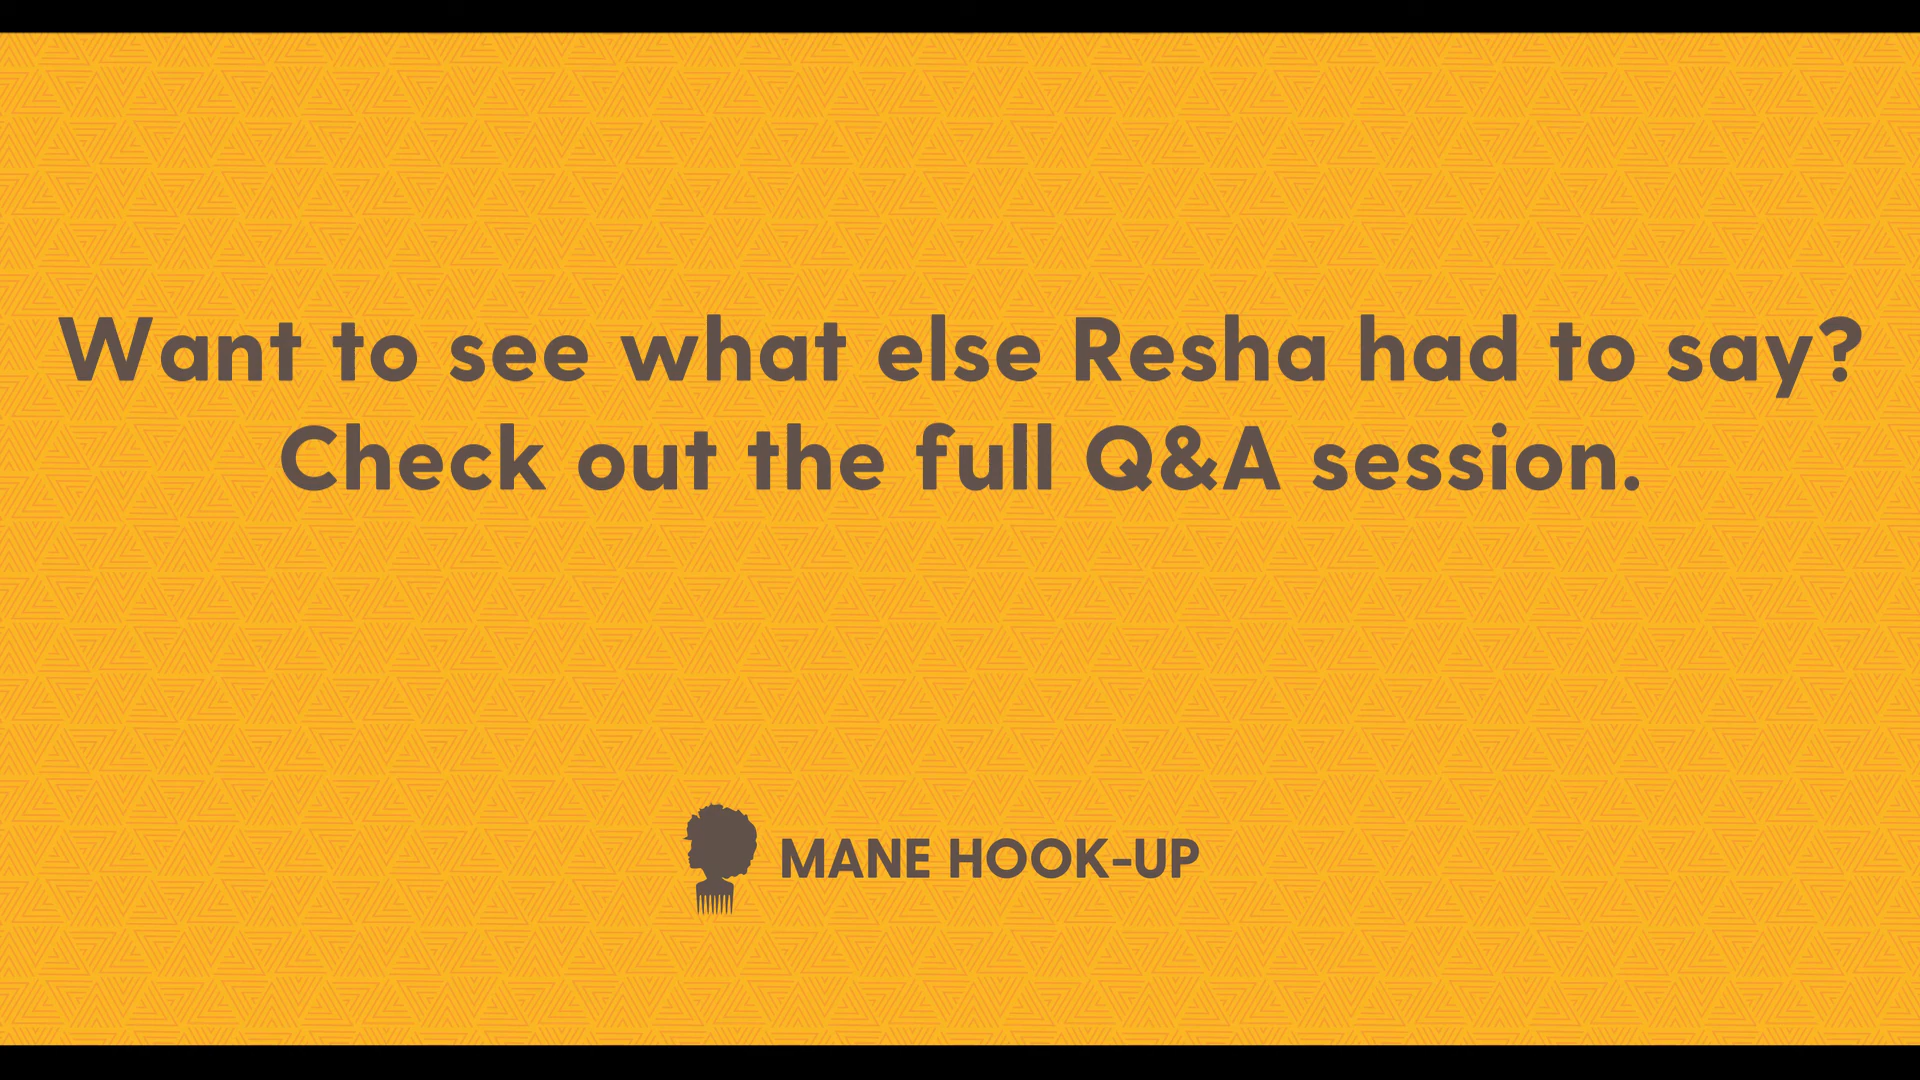 Want to see what else Resha had to say?
Check out the full Q&A session.
MANE HOOK-UP